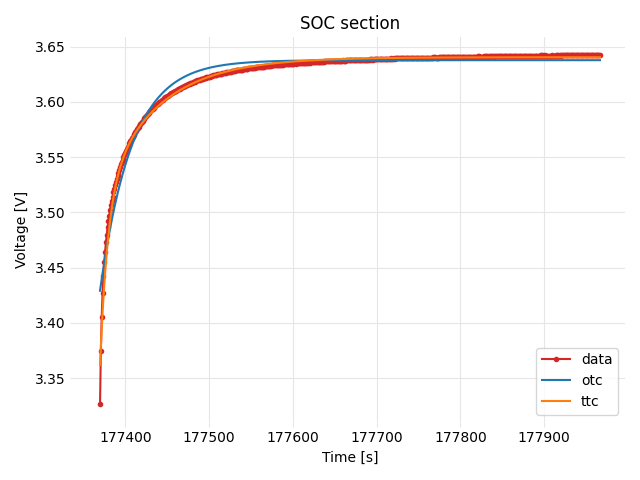 SOC section
Voltage [V]
3.65
3.60
3.55
3.50
3.45
3.40
3.35
data
otc
ttc
177400 177500 177600 177700 177800 177900
Time [s]